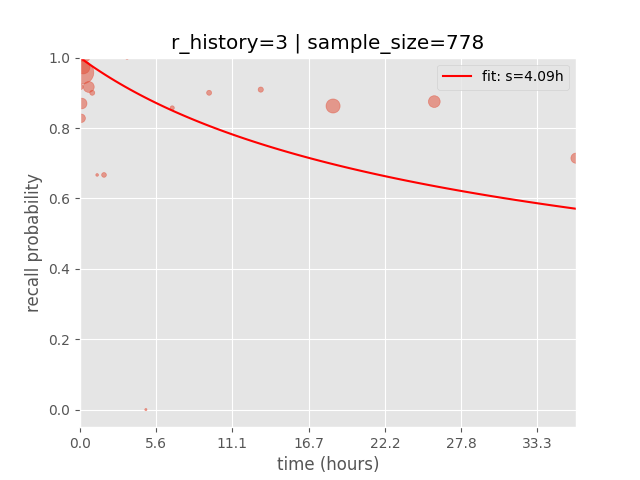 r_history=3 | sample_size=778
fit: s=4.09h
recall probability
1.0
0.8
0.6
0.4
0.2
0.0
0.0 5.6 11.1 16.7 22.2 27.8 33.3
time (hours)